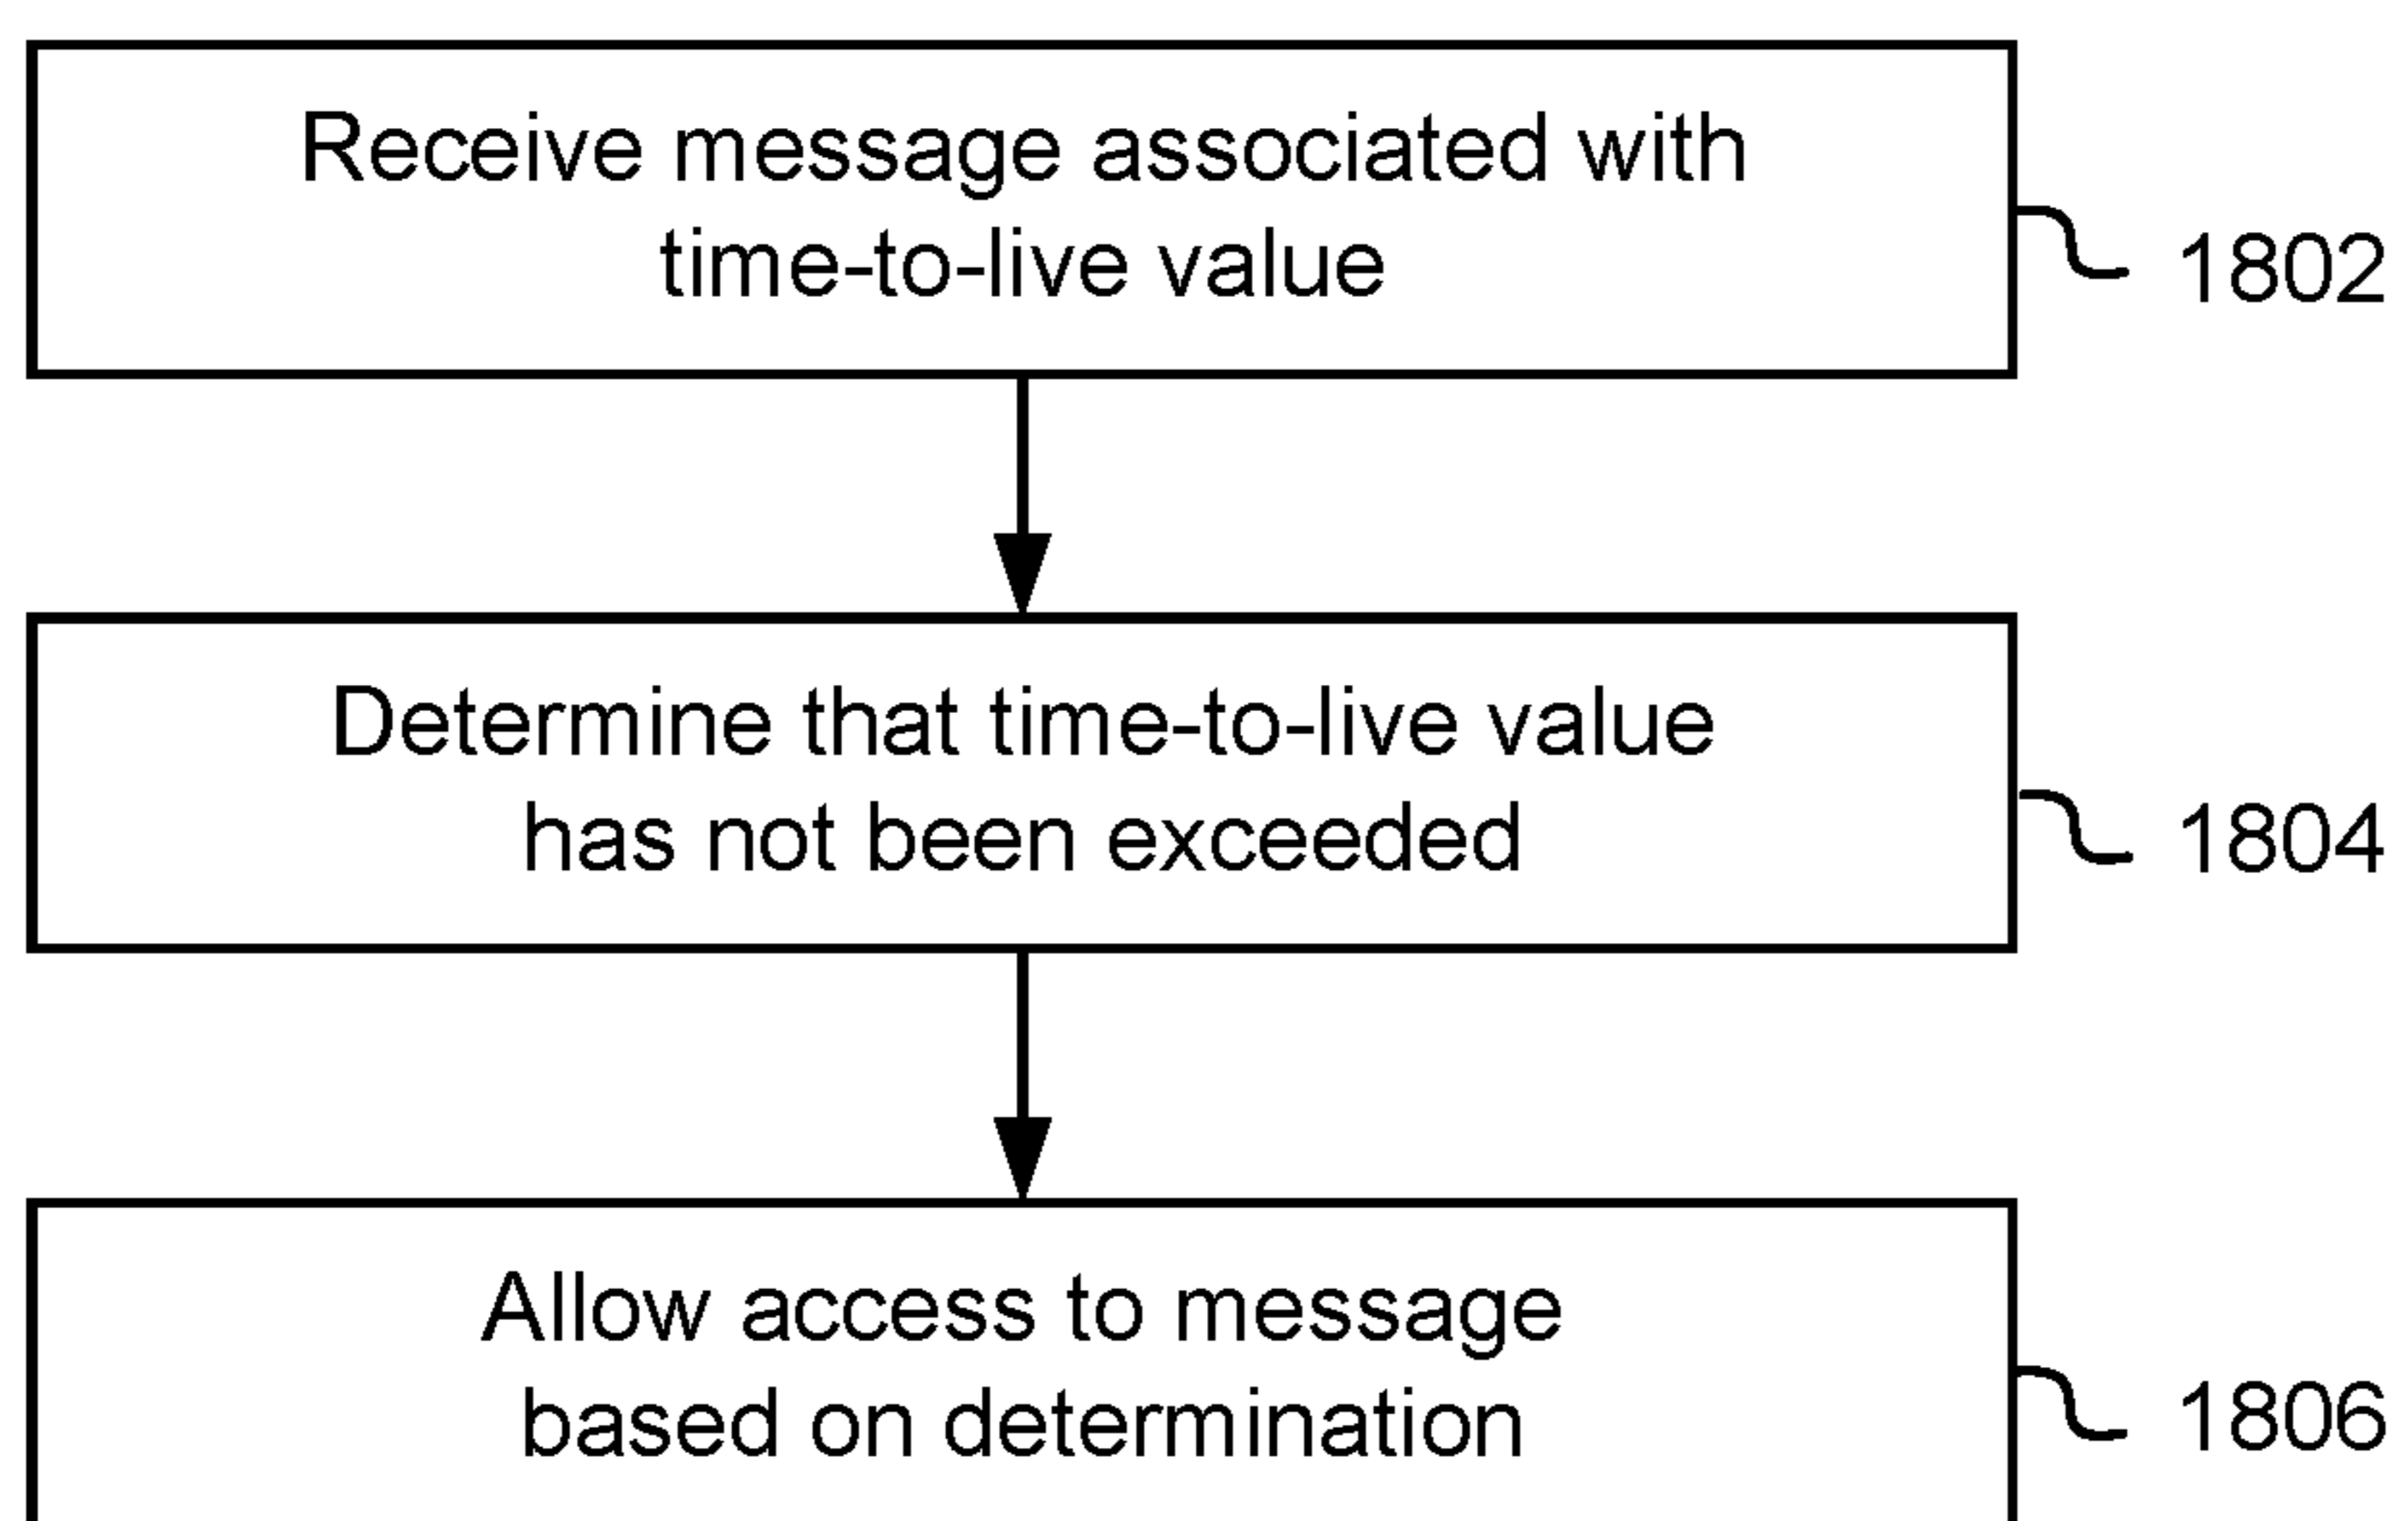 Receive message associated with
time-to-live value
1802
Determine that time-to-live value
has not been exceeded
1804
Allow access to message
based on determination
1806